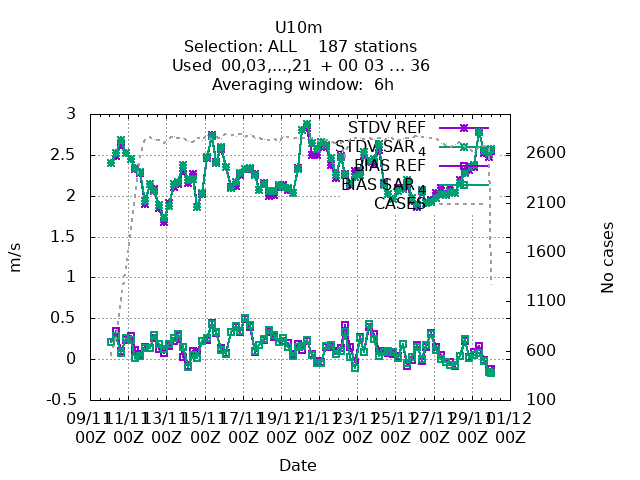 U10m
Selection: ALL 187 stations
Used 00,03,...,21 + 00 03 ... 36
Averaging window: 6h
STDV REF
STDV SAR 4
BIAS REF
BIAS SAR 4
CASES
3
2.5
2
1.5
1
0.5
0
-0.5
m/s
2600
2100
1600
1100
600
100
No cases
09/11 11/11 13/11 15/11 17/11 19/11 21/11 23/11 25/11 27/11 29/11 01/12
00Z 00Z 00Z 00Z 00Z 00Z 00Z 00Z 00Z 00Z 00Z 00Z
Date